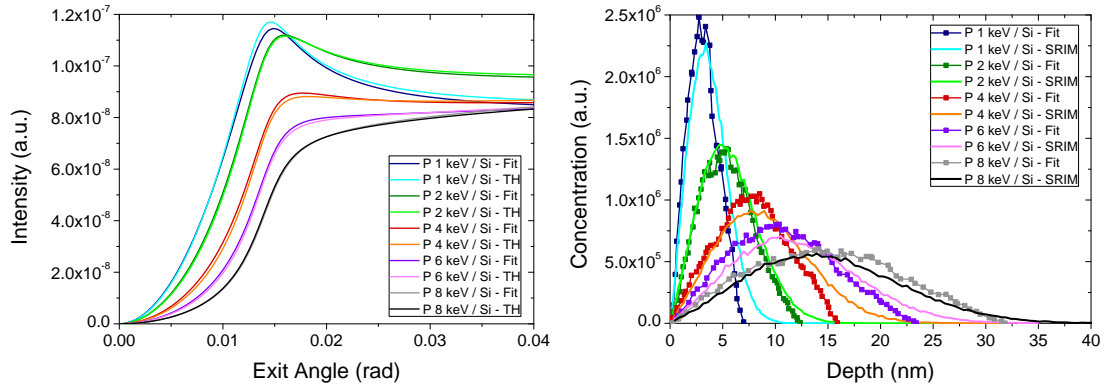 1.2x10⁻⁷
1.0x10⁻⁷
8.0x10⁻⁸
6.0x10⁻⁸
4.0x10⁻⁸
2.0x10⁻⁸
0.0
0.00 0.01 0.02 0.03 0.04
Intensity (a.u.)
Exit Angle (rad)
P 1 keV / Si - Fit
P 1 keV / Si - TH
P 2 keV / Si - Fit
P 2 keV / Si - TH
P 4 keV / Si - Fit
P 4 keV / Si - TH
P 6 keV / Si - Fit
P 6 keV / Si - TH
P 8 keV / Si - Fit
P 8 keV / Si - TH
2.5x10⁶
2.0x10⁶
1.5x10⁶
1.0x10⁶
5.0x10⁵
0.0
0 5 10 15 20 25 30 35 40
Concentration (a.u.)
Depth (nm)
P 1 keV / Si - Fit
P 1 keV / Si - SRIM
P 2 keV / Si - Fit
P 2 keV / Si - SRIM
P 4 keV / Si - Fit
P 4 keV / Si - SRIM
P 6 keV / Si - Fit
P 6 keV / Si - SRIM
P 8 keV / Si - Fit
P 8 keV / Si - SRIM